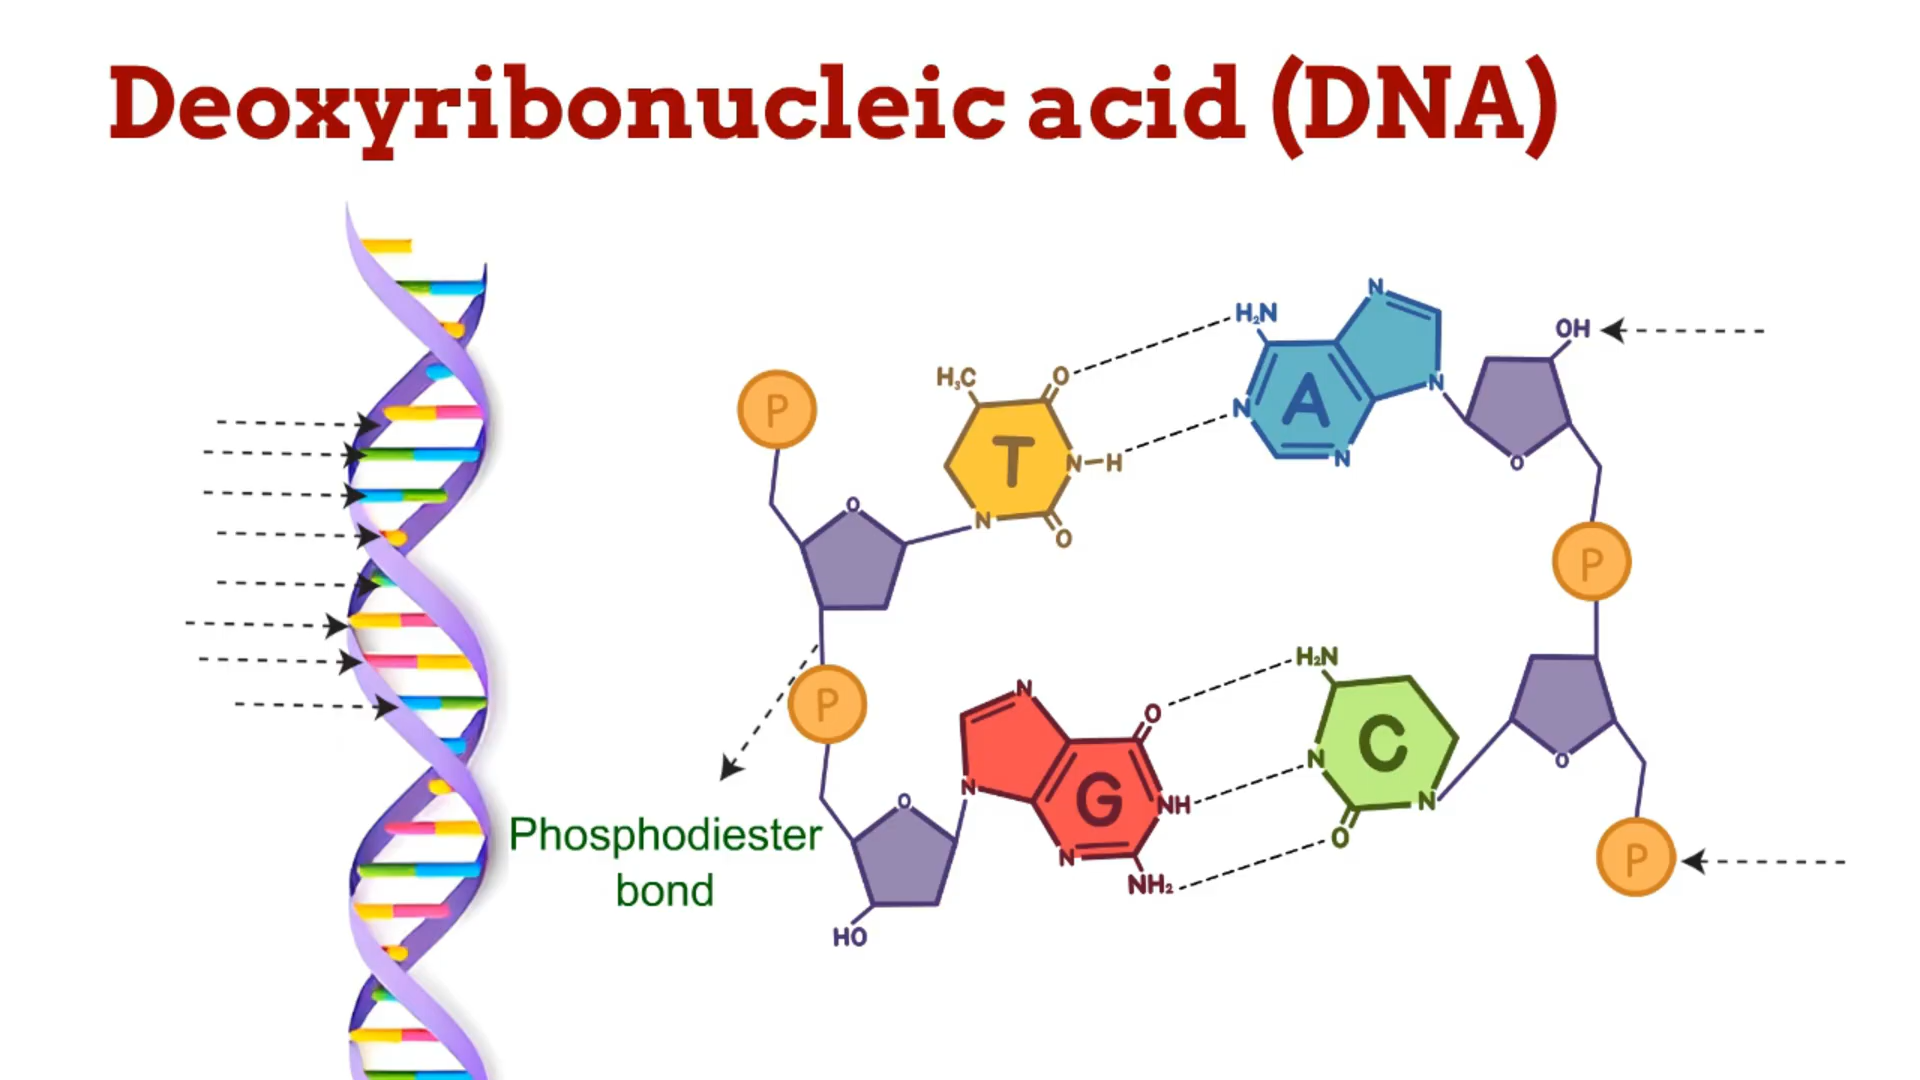 Deoxyribonucleic acid (DNA)
N
H₂N
OH
H₃C
O
P
A
N
N
T
N-H
N
O
O
N
O
P
O
P
H₂N
N
O
C
G
N
O
O
N
NH
N
O
P
Phosphodiester
bond
N
NH₂
HO